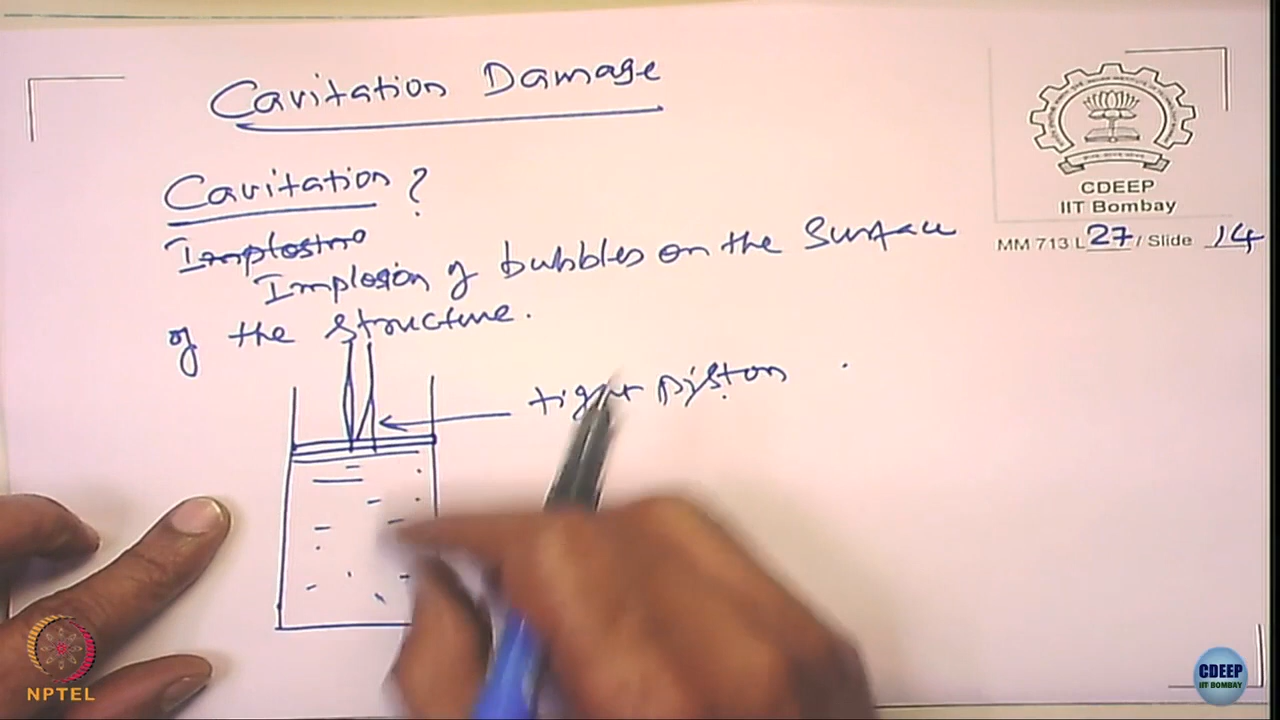 Cavitation Damage
Cavitation ?
Implosino
Implosion of bubbles on the surface
of the structure.
tight piston
CDEEP
IIT Bombay
MM 713 L 27 / Slide 14
NPTEL
CDEEP
IIT BOMBAY